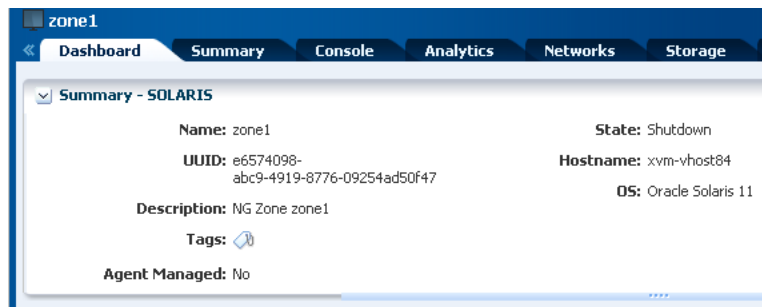 zone1
Dashboard Summary Console Analytics Networks Storage
Summary - SOLARIS
Name: zone1 State: Shutdown
UUID: e6574098-
abc9-4919-8776-09254ad50f47
Hostname: xvm-vhost84
OS: Oracle Solaris 11
Description: NG Zone zone1
Tags:
Agent Managed: No